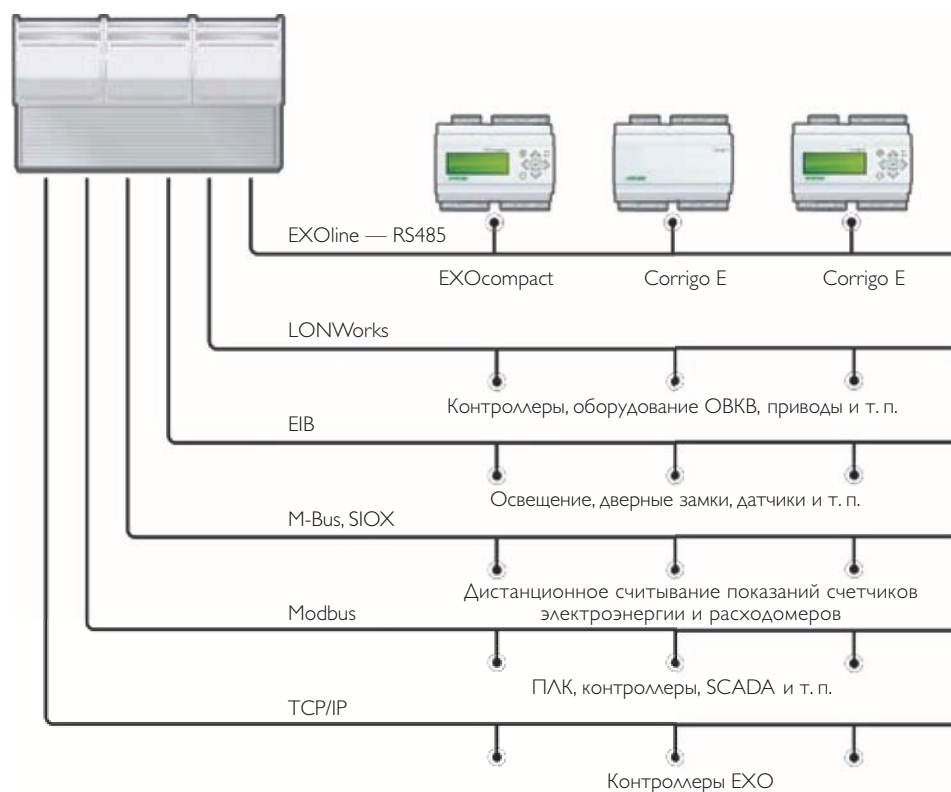 EXOline — RS485
EXOcompact
Corrigo E
Corrigo E
LONWorks
Контроллеры, оборудование ОВКВ, приводы и т. п.
EIB
Освещение, дверные замки, датчики и т. п.
M-Bus, SIOX
Дистанционное считывание показаний счетчиков
электроэнергии и расходомеров
Modbus
ПЛК, контроллеры, SCADA и т. п.
TCP/IP
Контроллеры EXO